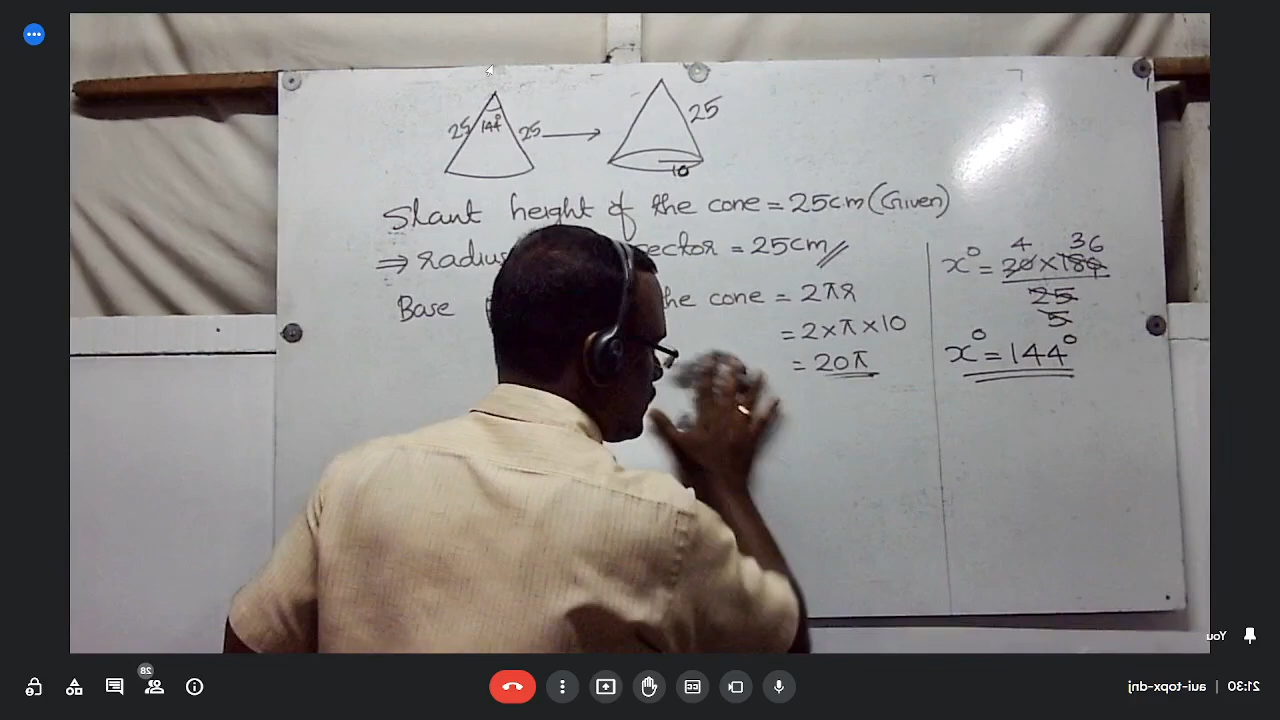 25 144° 25
25
10
Slant height of the cone = 25cm (Given)
⇒ radius sector = 25cm
Base the cone = 2πr
= 2×π×10
= 20π
4 36
x° = 20×180
25
5
x° = 144°
You
28
21:30 | aui-topx-dnj